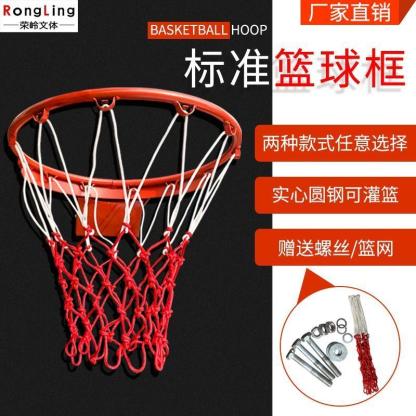 RongLing
荣岭文体
厂家直销
BASKETBALL HOOP
标准篮球框
两种款式任意选择
实心圆钢可灌篮
赠送螺丝/篮网